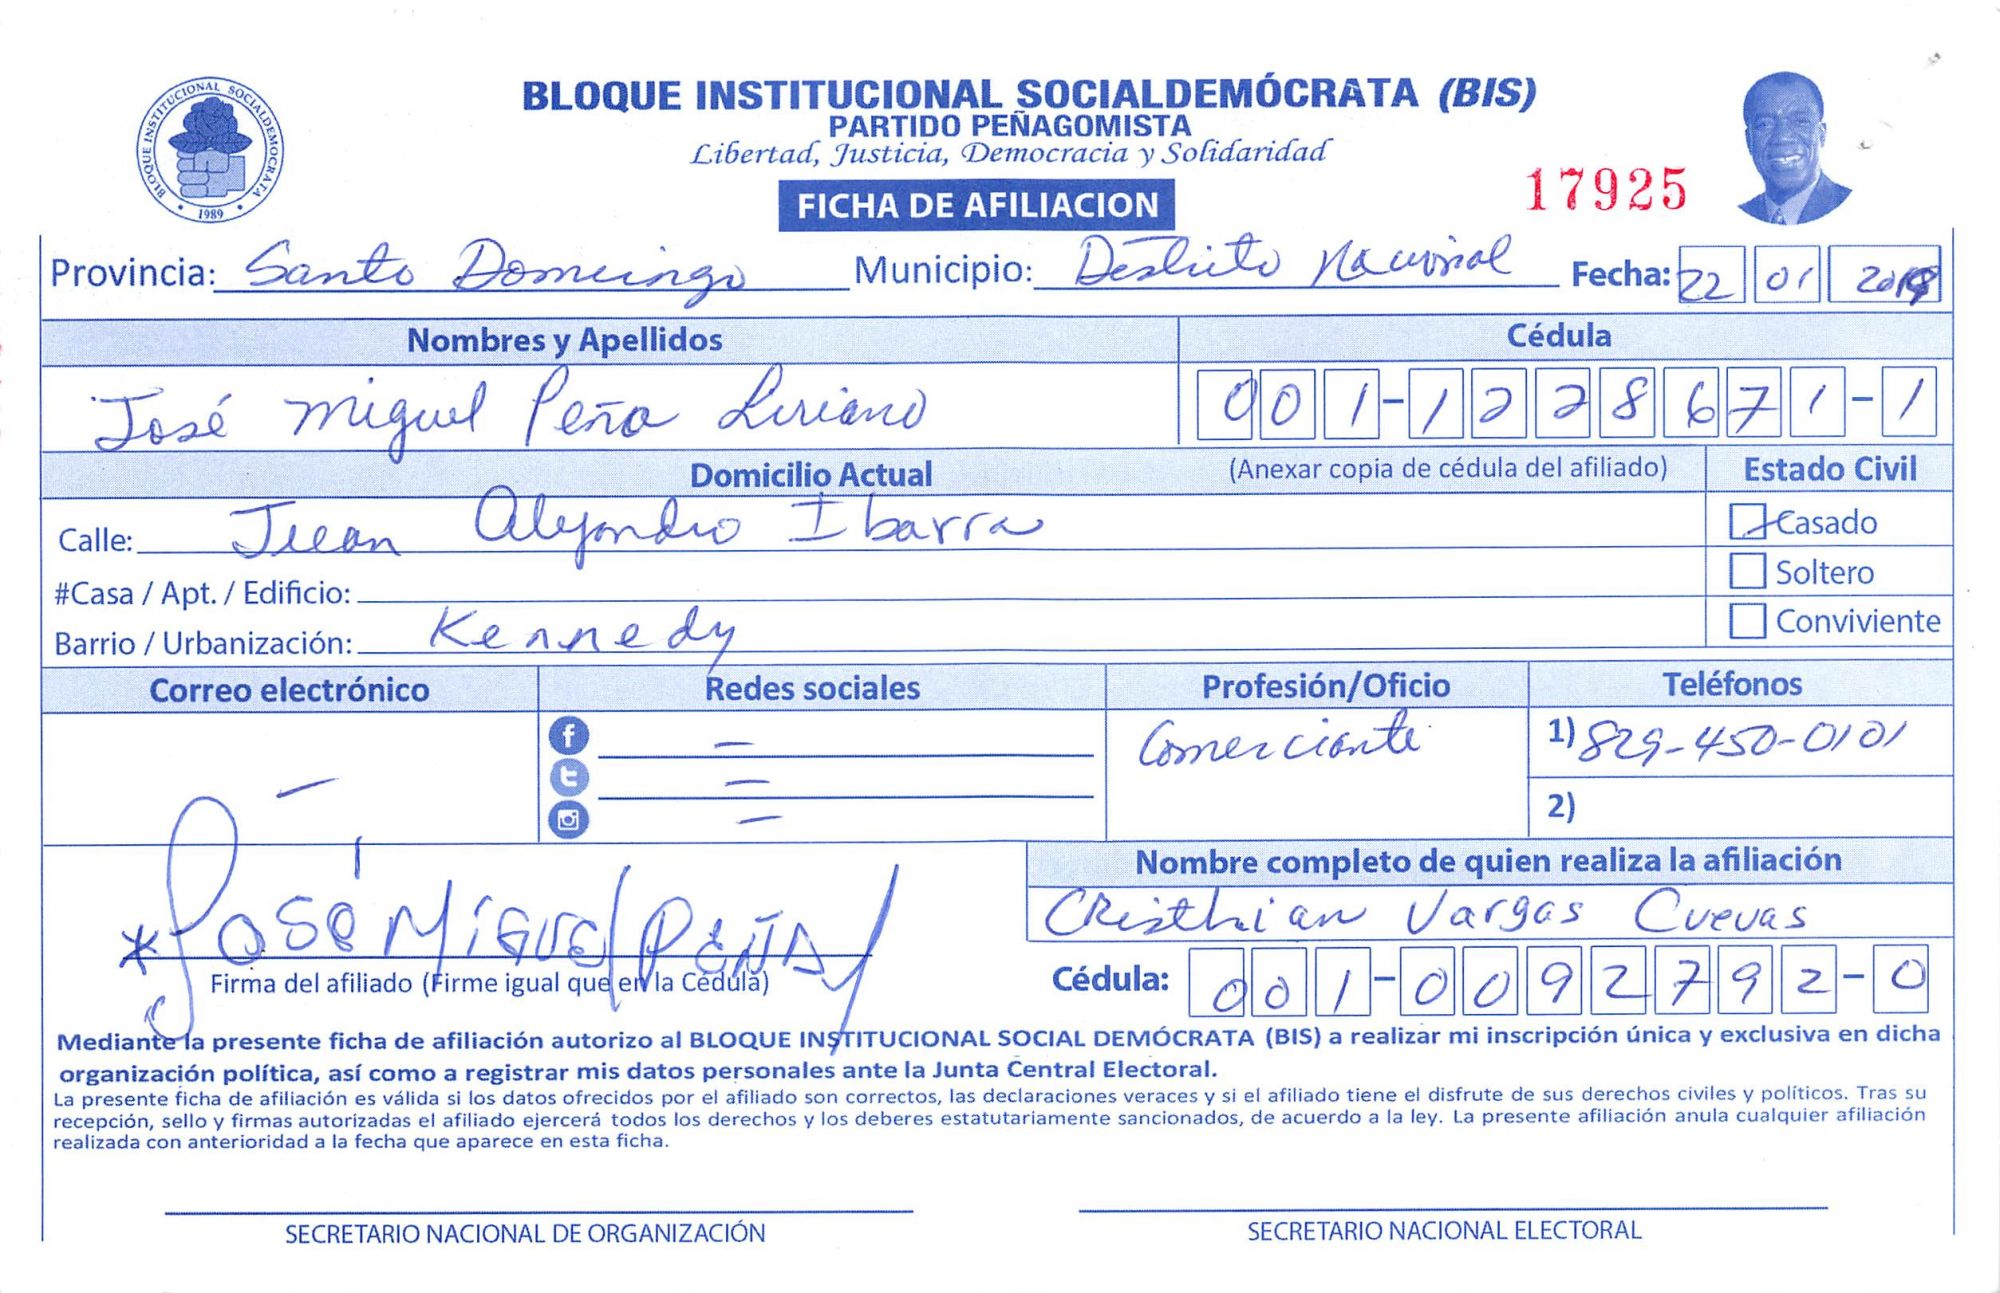 BLOQUE INSTITUCIONAL SOCIALDEMOCRATA
1989
BLOQUE INSTITUCIONAL SOCIALDEMÓCRATA (BIS)
PARTIDO PEÑAGOMISTA
Libertad, Justicia, Democracia y Solidaridad
FICHA DE AFILIACION
17925
Provincia: Santo Domingo Municipio: Distrito Nacional Fecha: 22 01
Nombres y Apellidos Cédula
José Miguel Peña Liriano 001-1228671-1
Domicilio Actual (Anexar copia de cédula del afiliado) Estado Civil
Calle: Juan Alejandro Ibarra Casado
#Casa / Apt. / Edificio: Soltero
Barrio / Urbanización: Kennedy Conviviente
Correo electrónico Redes sociales Profesión/Oficio Teléfonos
– – – – Comerciante 1) 829-450-0101
2)
Nombre completo de quien realiza la afiliación
JOSÉ MIGUEL PEÑA Cristhian Vargas Cuevas
Firma del afiliado (Firme igual que en la Cédula) Cédula: 001-0092792-0
Mediante la presente ficha de afiliación autorizo al BLOQUE INSTITUCIONAL SOCIAL DEMÓCRATA (BIS) a realizar mi inscripción única y exclusiva en dicha
organización política, así como a registrar mis datos personales ante la Junta Central Electoral.
La presente ficha de afiliación es válida si los datos ofrecidos por el afiliado son correctos, las declaraciones veraces y si el afiliado tiene el disfrute de sus derechos civiles y políticos. Tras su
recepción, sello y firmas autorizadas el afiliado ejercerá todos los derechos y los deberes estatutariamente sancionados, de acuerdo a la ley. La presente afiliación anula cualquier afiliación
realizada con anterioridad a la fecha que aparece en esta ficha.
SECRETARIO NACIONAL DE ORGANIZACIÓN SECRETARIO NACIONAL ELECTORAL